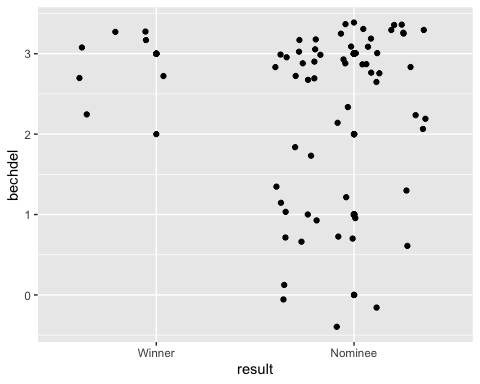 3
2
1
0
bechdel
Winner
Nominee
result